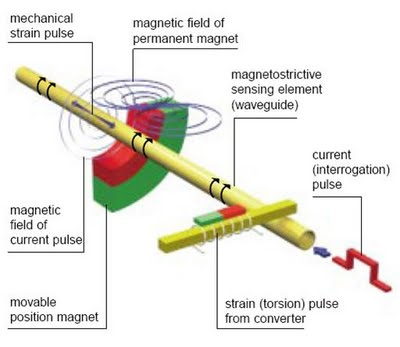 mechanical
strain pulse
magnetic field of
permanent magnet
magnetostrictive
sensing element
(waveguide)
current
(interrogation)
pulse
magnetic
field of
current pulse
movable
position magnet
strain (torsion) pulse
from converter